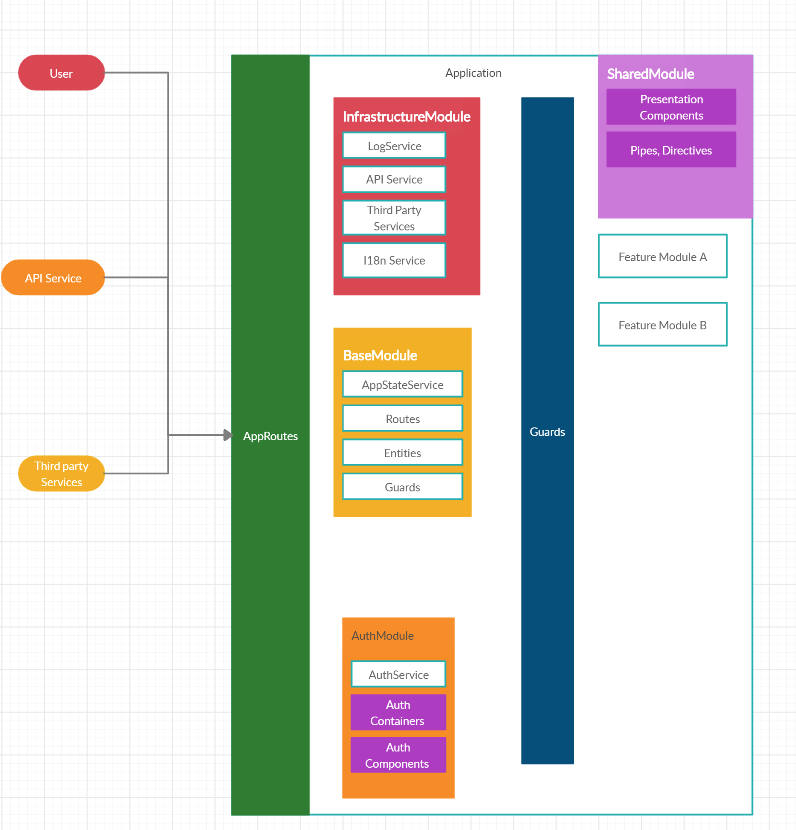 User
API Service
Third party
Services
AppRoutes
Application
InfrastructureModule
LogService
API Service
Third Party
Services
I18n Service
BaseModule
AppStateService
Routes
Entities
Guards
AuthModule
AuthService
Auth
Containers
Auth
Components
Guards
SharedModule
Presentation
Components
Pipes, Directives
Feature Module A
Feature Module B